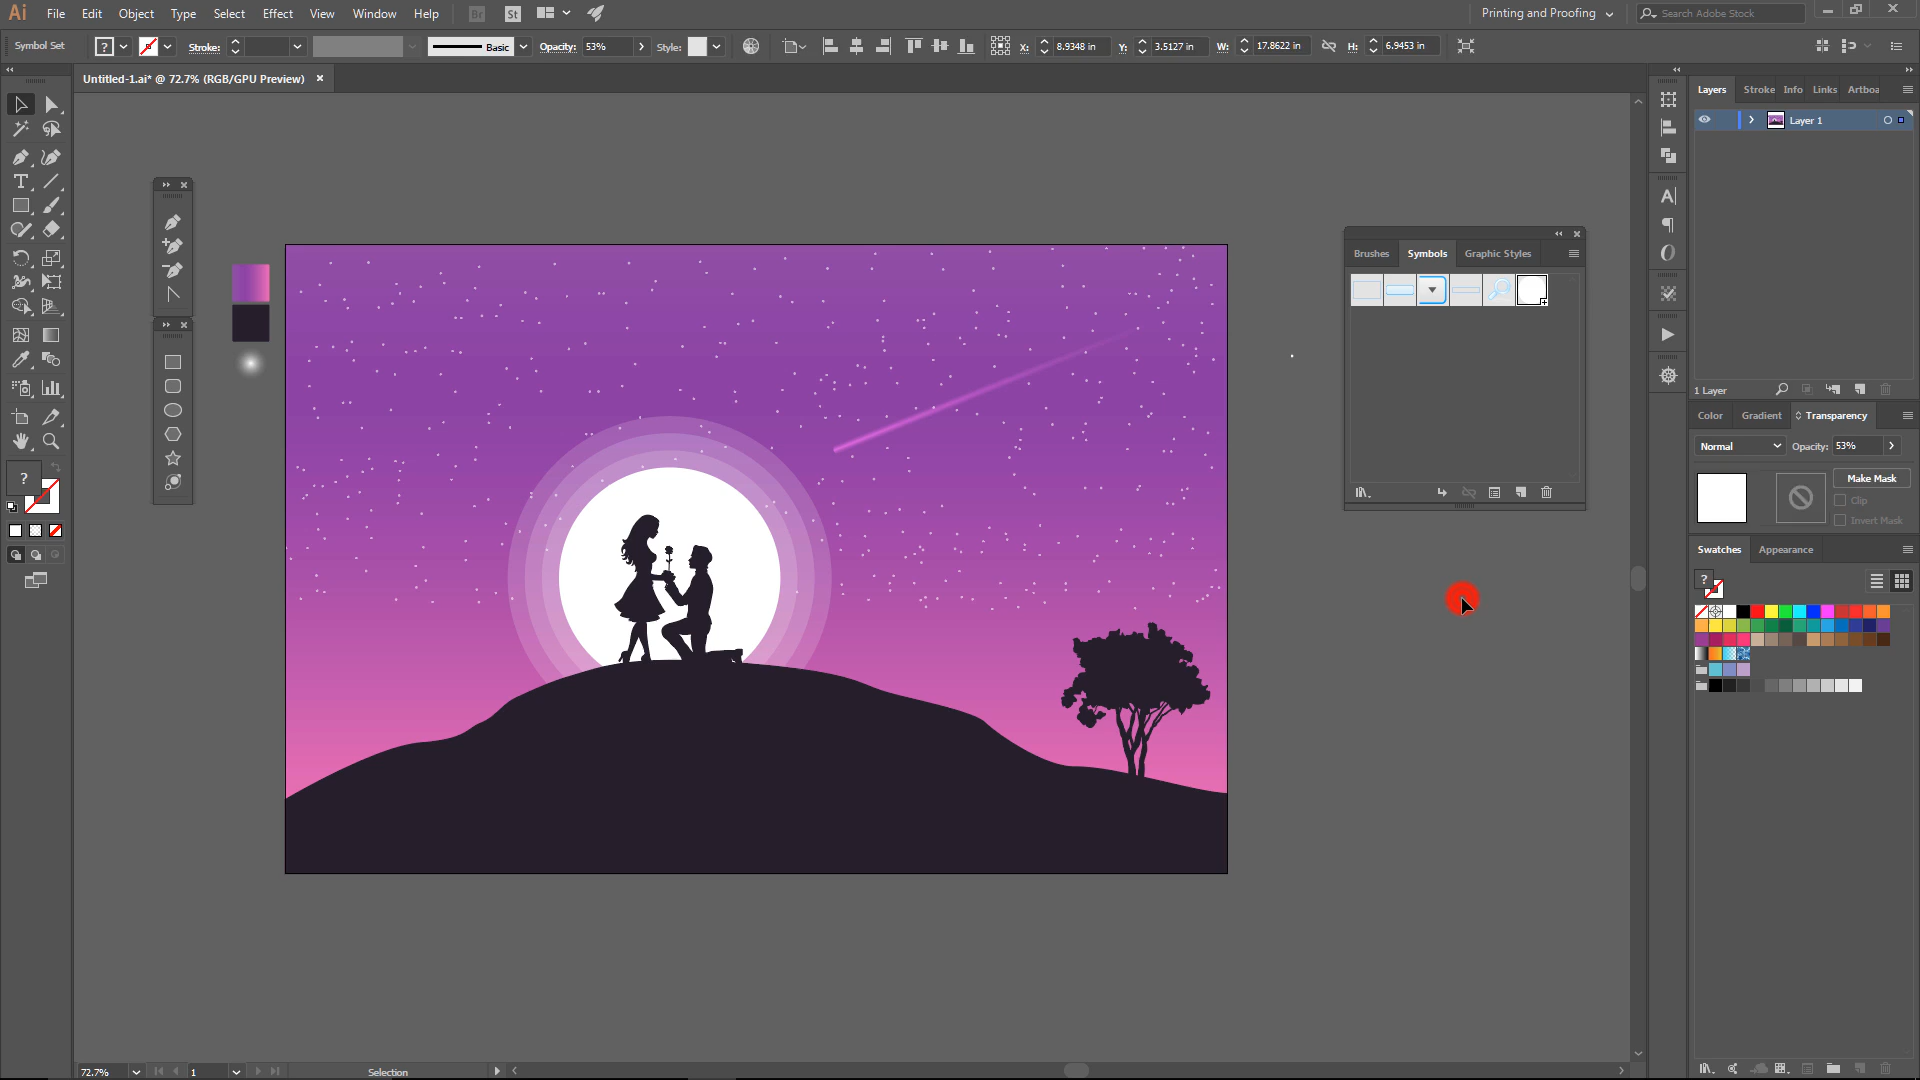 Ai File Edit Object Type Select Effect View Window Help Br St Printing and Proofing Search Adobe Stock
Symbol Set ? Stroke: Basic Opacity: 53% Style: X: 8.9348 in Y: 3.5127 in W: 17.8622 in H: 6.9453 in
Untitled-1.ai* @ 72.7% (RGB/GPU Preview)
Layers Stroke Info Links Artboa
Layer 1
Brushes Symbols Graphic Styles
1 Layer
Color Gradient Transparency
Normal Opacity: 53%
Make Mask
Clip
Invert Mask
Swatches Appearance
?
?
72.7% 1 Selection